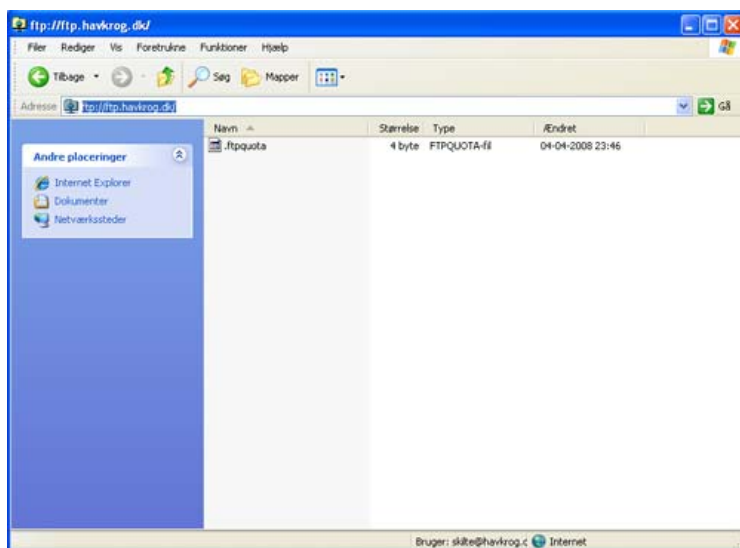 ftp://ftp.havkrog.dk/
Filer Rediger Vis Foretrukne Funktioner Hjælp
Tilbage Søg Mapper
Adresse ftp://ftp.havkrog.dk/ Gå
Navn Størrelse Type Ændret
.ftpquota 4 byte FTPQUOTA-fil 04-04-2008 23:46
Andre placeringer
Internet Explorer
Dokumenter
Netværkssteder
Bruger: skilte@havkrog.c Internet